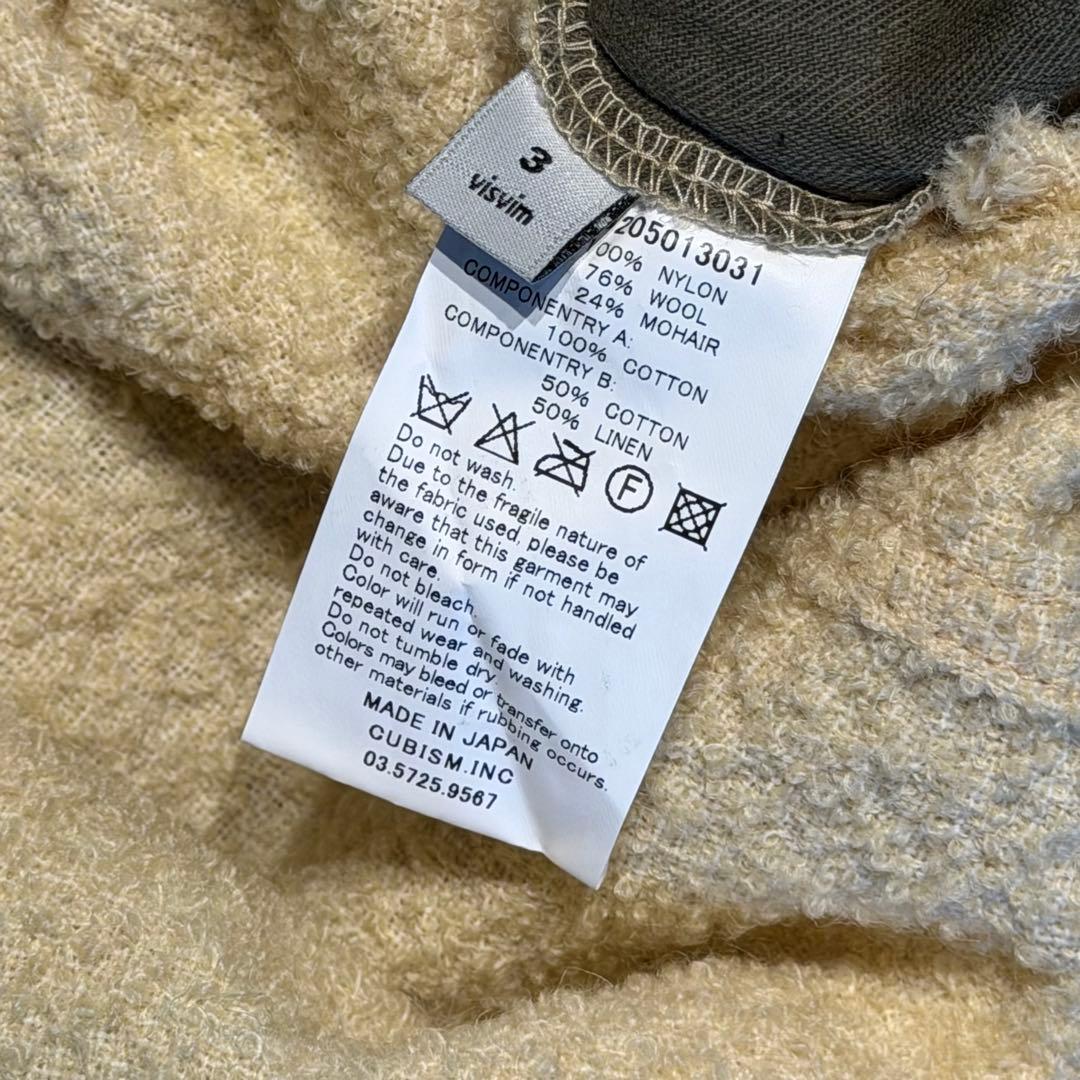 3
visvim
205013031
00% NYLON
76% WOOL
24% MOHAIR
COMPONENTRY A:
100% COTTON
COMPONENTRY B:
50% COTTON
50% LINEN
F
Do not wash.
Due to the fragile nature of
the fabric used, please be
aware that this garment may
change in form if not handled
with care.
Do not bleach.
Color will run or fade with
repeated wear and washing.
Do not tumble dry.
Colors may bleed or transfer onto
other materials if rubbing occurs.
MADE IN JAPAN
CUBISM.INC
03.5725.9567